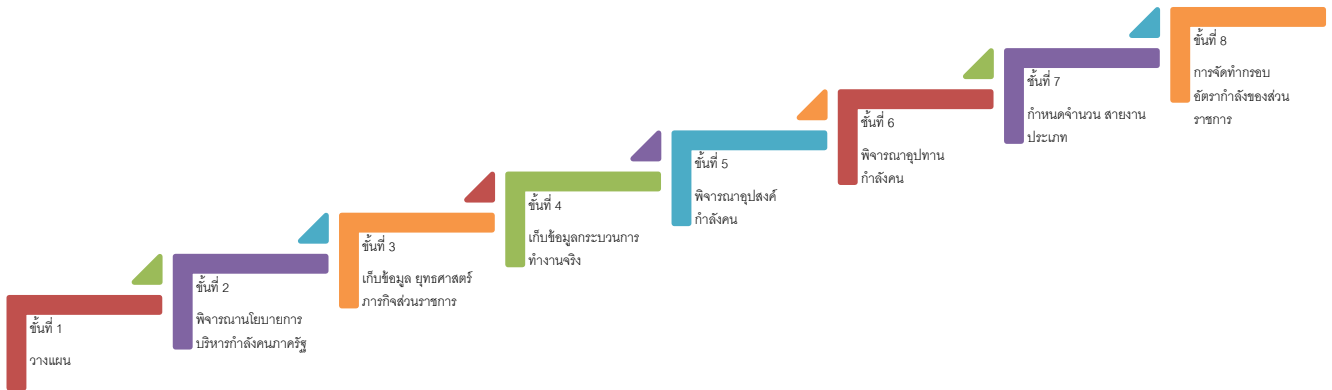 ขั้นที่ 1
วางแผน
ขั้นที่ 2
พิจารณานโยบายการ
บริหารกำลังคนภาครัฐ
ขั้นที่ 3
เก็บข้อมูล ยุทธศาสตร์
ภารกิจส่วนราชการ
ขั้นที่ 4
เก็บข้อมูลกระบวนการ
ทำงานจริง
ขั้นที่ 5
พิจารณาอุปสงค์
กำลังคน
ขั้นที่ 6
พิจารณาอุปทาน
กำลังคน
ขั้นที่ 7
กำหนดจำนวน สายงาน
ประเภท
ขั้นที่ 8
การจัดทำกรอบ
อัตรากำลังของส่วน
ราชการ